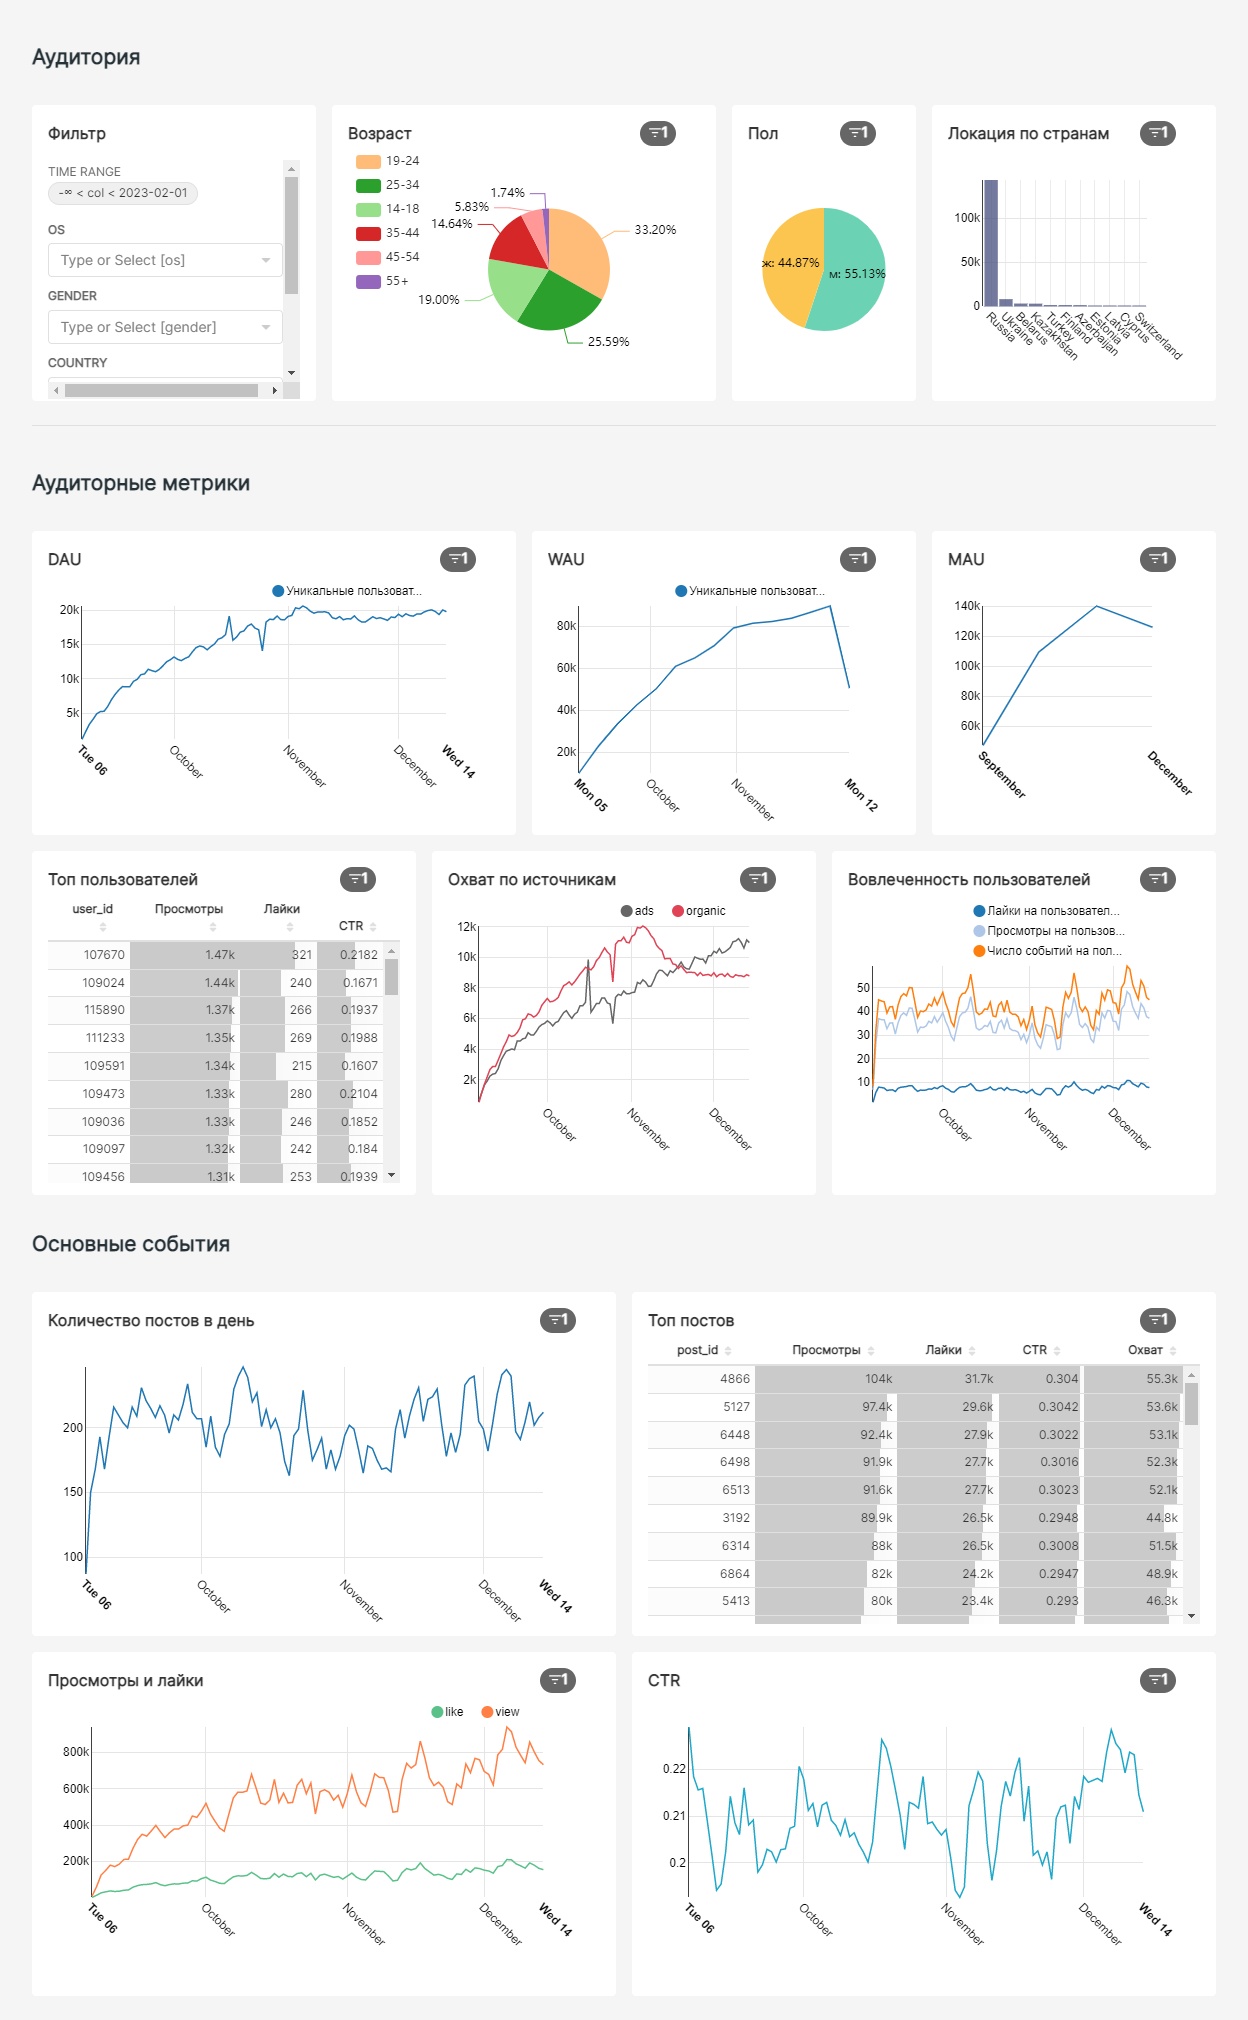 Аудитория
Фильтр
TIME RANGE
-∞ < col < 2023-02-01
OS
Type or Select [os]
GENDER
Type or Select [gender]
COUNTRY
Возраст
1
19-24
25-34
14-18
35-44
45-54
55+
1.74%
5.83%
14.64%
33.20%
19.00%
25.59%
Пол
1
ж: 44.87%
м: 55.13%
Локация по странам
1
100k
50k
0
Russia
Ukraine
Belarus
Kazakhstan
Turkey
Finland
Azerbaijan
Estonia
Latvia
Cyprus
Switzerland
Аудиторные метрики
DAU
1
Уникальные пользоват...
20k
15k
10k
5k
Tue 06
October
November
December
Wed 14
WAU
1
Уникальные пользоват...
80k
60k
40k
20k
Mon 05
October
November
Mon 12
MAU
1
140k
120k
100k
80k
60k
September
December
Топ пользователей
1
user_id Просмотры Лайки CTR
107670 1.47k 321 0.2182
109024 1.44k 240 0.1671
115890 1.37k 266 0.1937
111233 1.35k 269 0.1988
109591 1.34k 215 0.1607
109473 1.33k 280 0.2104
109036 1.33k 246 0.1852
109097 1.32k 242 0.184
109456 1.31k 253 0.1939
Охват по источникам
1
ads organic
12k
10k
8k
6k
4k
2k
October
November
December
Вовлеченность пользователей
1
Лайки на пользовател...
Просмотры на пользов...
Число событий на пол...
50
40
30
20
10
October
November
December
Основные события
Количество постов в день
1
200
150
100
Tue 06
October
November
December
Wed 14
Топ постов
1
post_id Просмотры Лайки CTR Охват
4866 104k 31.7k 0.304 55.3k
5127 97.4k 29.6k 0.3042 53.6k
6448 92.4k 27.9k 0.3022 53.1k
6498 91.9k 27.7k 0.3016 52.3k
6513 91.6k 27.7k 0.3023 52.1k
3192 89.9k 26.5k 0.2948 44.8k
6314 88k 26.5k 0.3008 51.5k
6864 82k 24.2k 0.2947 48.9k
5413 80k 23.4k 0.293 46.3k
Просмотры и лайки
1
like view
800k
600k
400k
200k
Tue 06
October
November
December
Wed 14
CTR
1
0.22
0.21
0.2
Tue 06
October
November
December
Wed 14